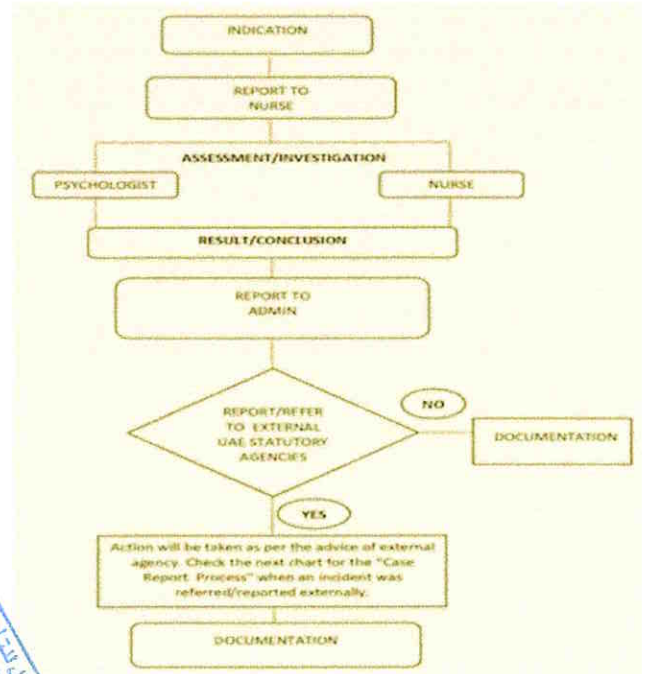 INDICATION
REPORT TO
NURSE
ASSESSMENT/INVESTIGATION
PSYCHOLOGIST
NURSE
RESULT/CONCLUSION
REPORT TO
ADMIN
REPORT/REFER
TO EXTERNAL
UAE STATUTORY
AGENCIES
NO
DOCUMENTATION
YES
Action will be taken as per the advice of external
agency. Check the next chart for the "Case
Report Process" when an incident was
referred/reported externally.
DOCUMENTATION